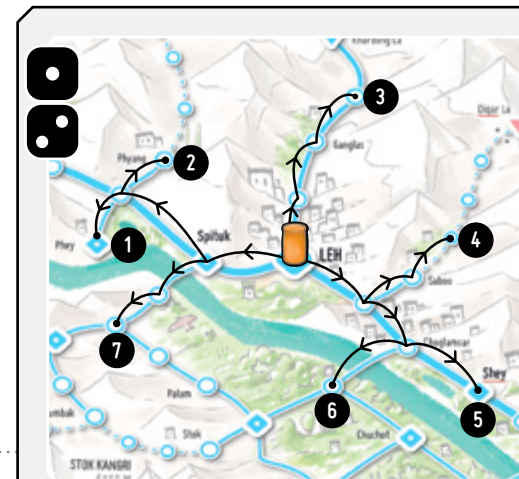 Khardong La
3
Digar La
Ganglas
Phyang
2
Spituk
LEH
4
Phey
1
Saboo
7
Choglamsar
Shey
Palam
6
5
Stok
Chuchot
STOK KANGRI